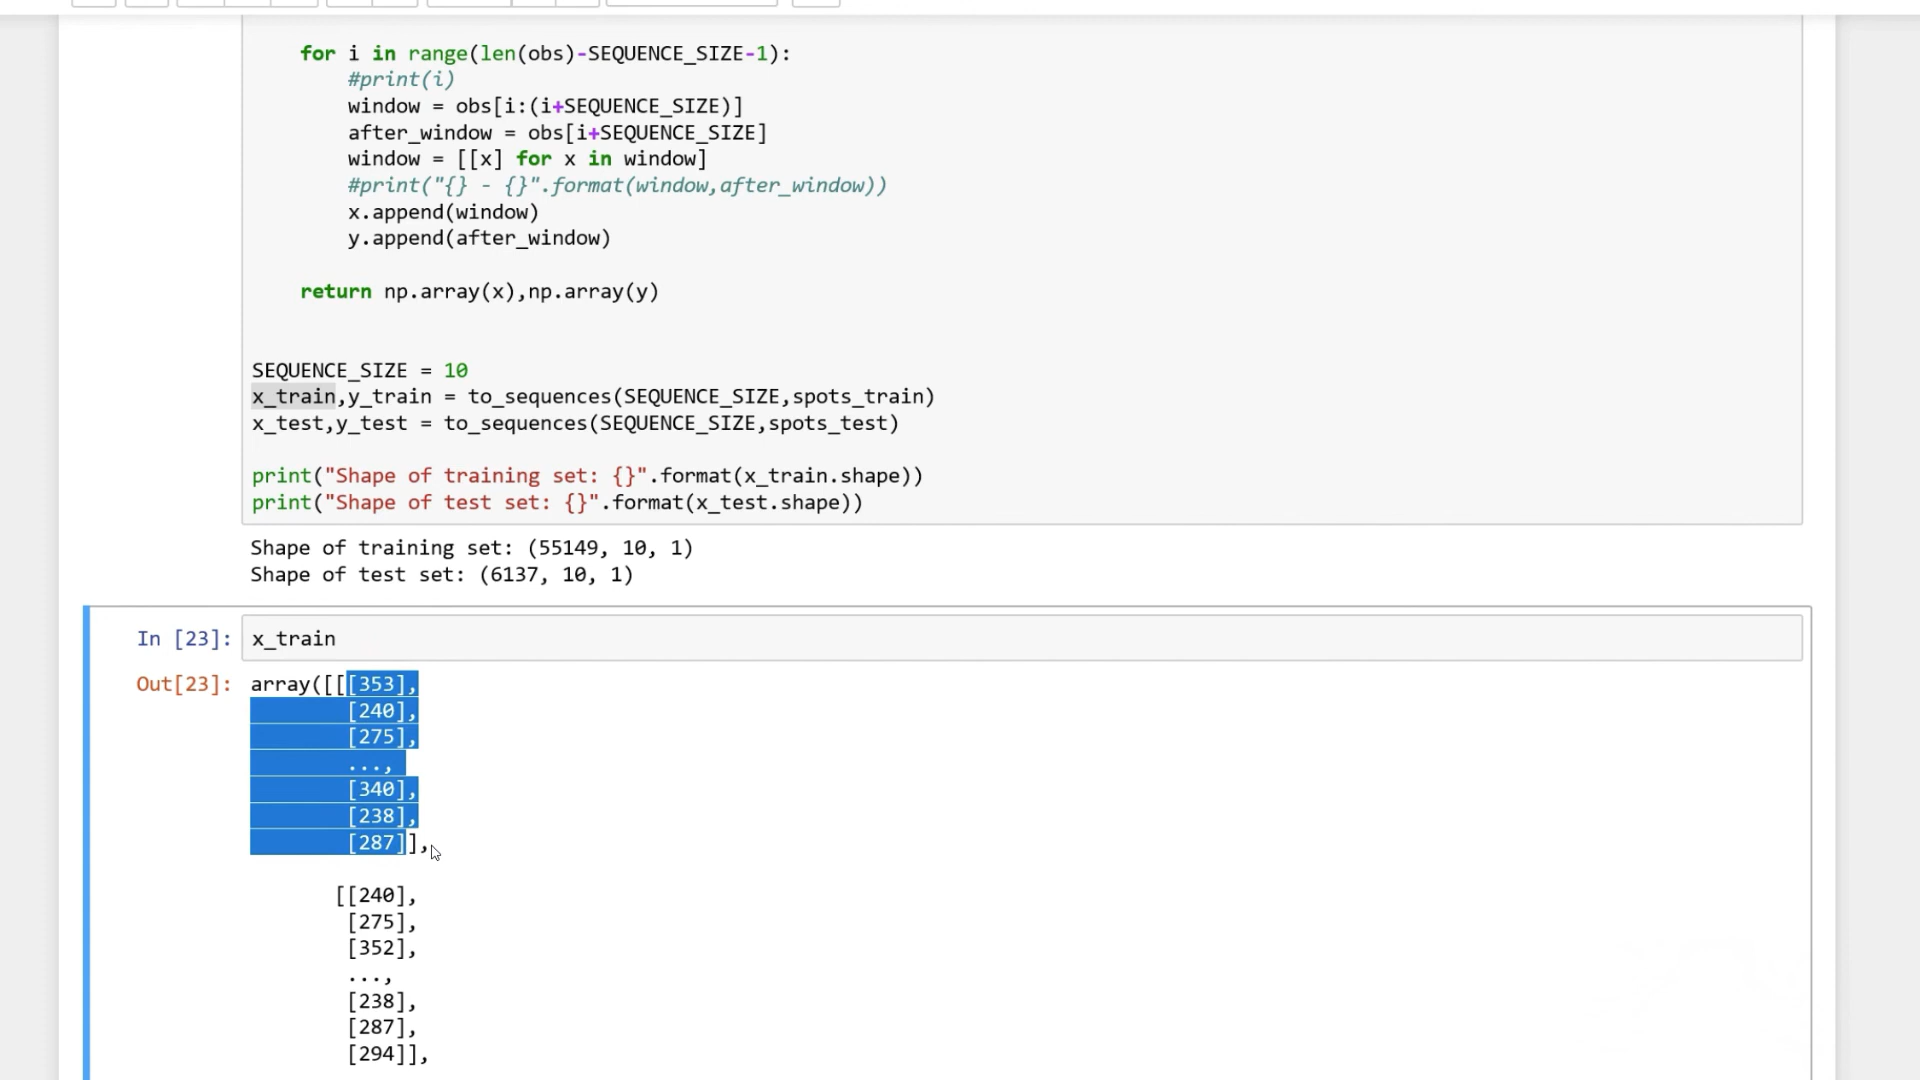 for i in range(len(obs)-SEQUENCE_SIZE-1):
#print(i)
window = obs[i:(i+SEQUENCE_SIZE)]
after_window = obs[i+SEQUENCE_SIZE]
window = [[x] for x in window]
#print("{} - {}".format(window,after_window))
x.append(window)
y.append(after_window)
return np.array(x),np.array(y)
SEQUENCE_SIZE = 10
x_train,y_train = to_sequences(SEQUENCE_SIZE,spots_train)
x_test,y_test = to_sequences(SEQUENCE_SIZE,spots_test)
print("Shape of training set: {}".format(x_train.shape))
print("Shape of test set: {}".format(x_test.shape))
Shape of training set: (55149, 10, 1)
Shape of test set: (6137, 10, 1)
In [23]: x_train
Out[23]: array([[[353],
[240],
[275],
...,
[340],
[238],
[287]],
[[240],
[275],
[352],
...,
[238],
[287],
[294]],